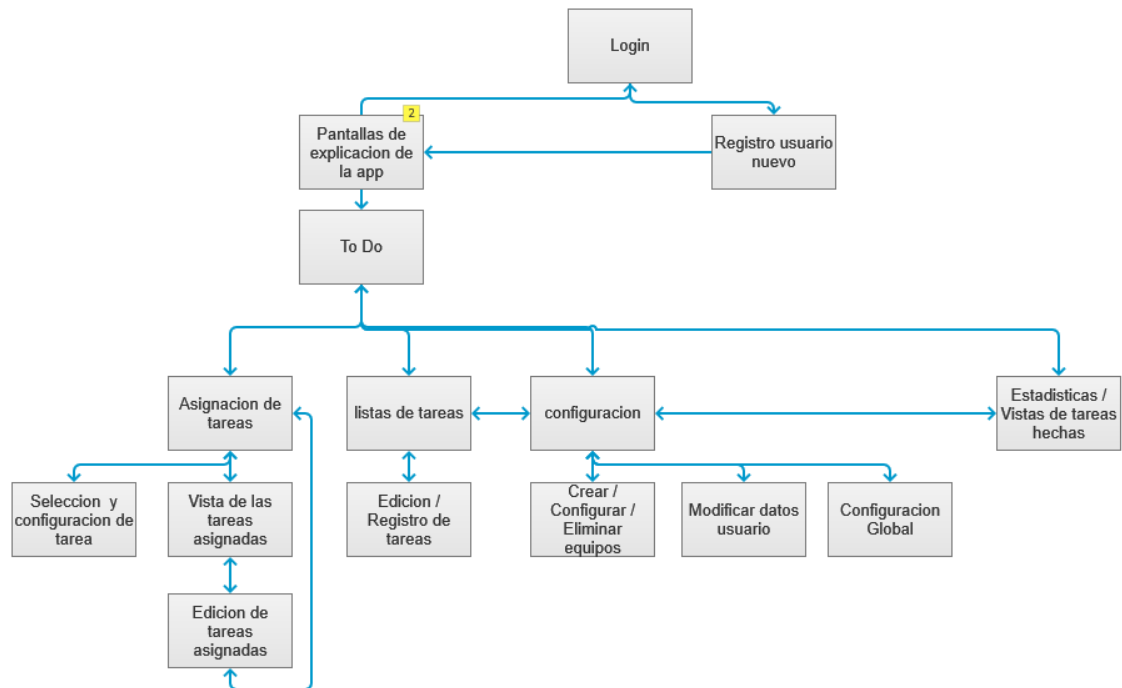 Login
2
Pantallas de
explicacion de
la app
Registro usuario
nuevo
To Do
Asignacion de
tareas
listas de tareas
configuracion
Estadisticas /
Vistas de tareas
hechas
Seleccion y
configuracion de
tarea
Vista de las
tareas
asignadas
Edicion /
Registro de
tareas
Crear /
Configurar /
Eliminar
equipos
Modificar datos
usuario
Configuracion
Global
Edicion de
tareas
asignadas